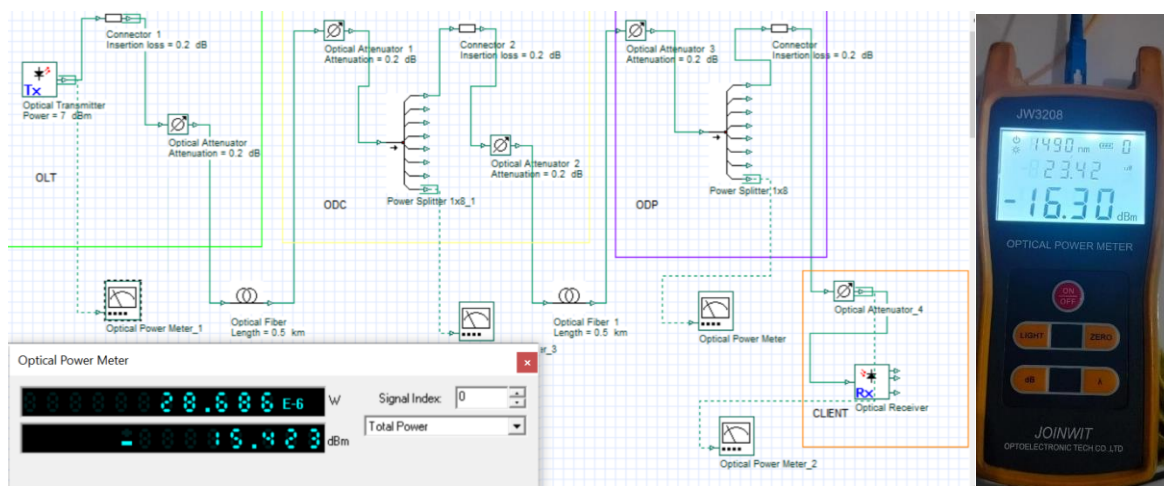 Connector 1
Insertion loss = 0.2 dB
Tx
Optical Transmitter
Power = 7 dBm
Optical Attenuator
Attenuation = 0.2 dB
OLT
Optical Power Meter_1
Optical Fiber
Length = 0.5 km
Optical Attenuator 1
Attenuation = 0.2 dB
Connector 2
Insertion loss = 0.2 dB
Optical Attenuator 2
Attenuation = 0.2 dB
Power Splitter 1x8_1
ODC
er_3
Optical Fiber 1
Length = 0.5 km
Optical Attenuator 3
Attenuation = 0.2 dB
Connector
Insertion loss = 0.2 dB
Power Splitter 1x8
ODP
Optical Power Meter
Optical Attenuator_4
Rx
Optical Receiver
CLIENT
Optical Power Meter_2
Optical Power Meter
28.686 E-6 W
-15.423 dBm
Signal Index: 0
Total Power
JW3208
1490 nm 0
23.42 uW
-16.30 dBm
OPTICAL POWER METER
ON
OFF
LIGHT
ZERO
dB
λ
JOINWIT
OPTOELECTRONIC TECH CO.,LTD